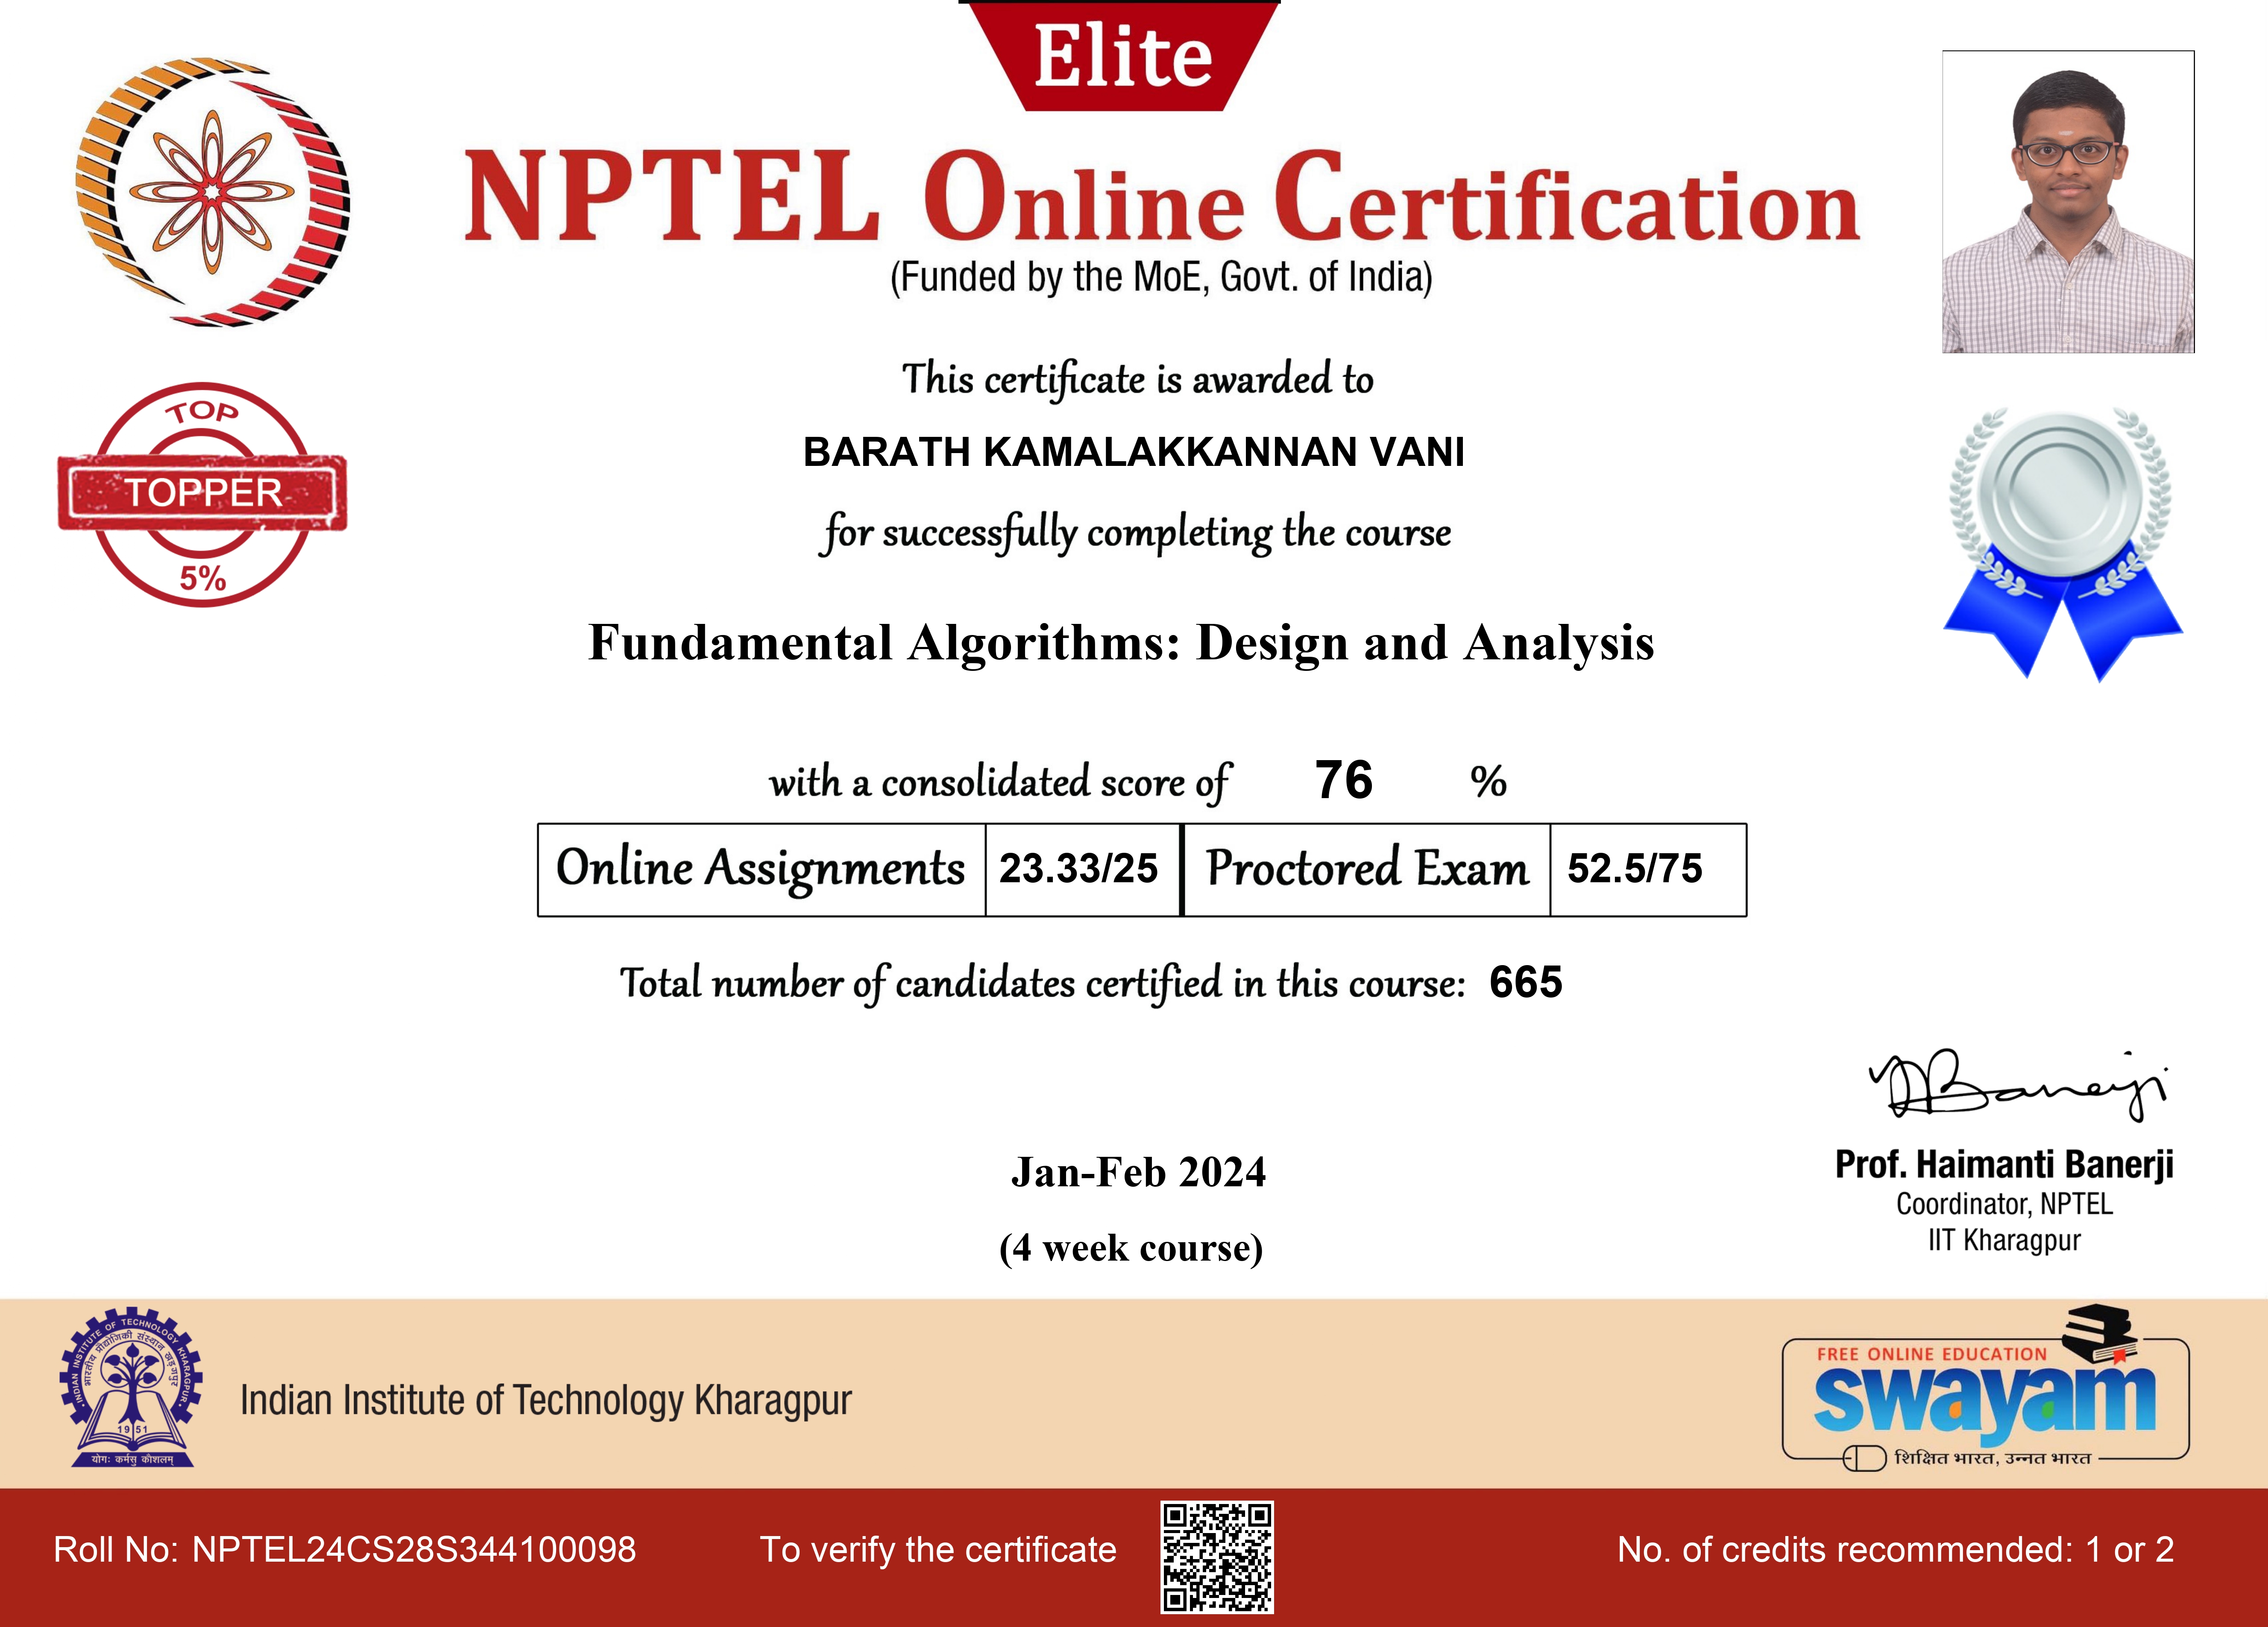 Elite
NPTEL Online Certification
(Funded by the MoE, Govt. of India)
This certificate is awarded to
BARATH KAMALAKKANNAN VANI
for successfully completing the course
TOP
TOPPER
5%
Fundamental Algorithms: Design and Analysis
with a consolidated score of 76 %
Online Assignments 23.33/25 Proctored Exam 52.5/75
Total number of candidates certified in this course: 665
Prof. Haimanti Banerji
Coordinator, NPTEL
IIT Kharagpur
Jan-Feb 2024
(4 week course)
INDIAN INSTITUTE OF TECHNOLOGY KHARAGPUR
भारतीय प्रौद्योगिकी संस्थान खड़गपुर
19 51
योगः कर्मसु कौशलम्
Indian Institute of Technology Kharagpur
FREE ONLINE EDUCATION
swayam
शिक्षित भारत, उन्नत भारत
Roll No: NPTEL24CS28S344100098 To verify the certificate No. of credits recommended: 1 or 2